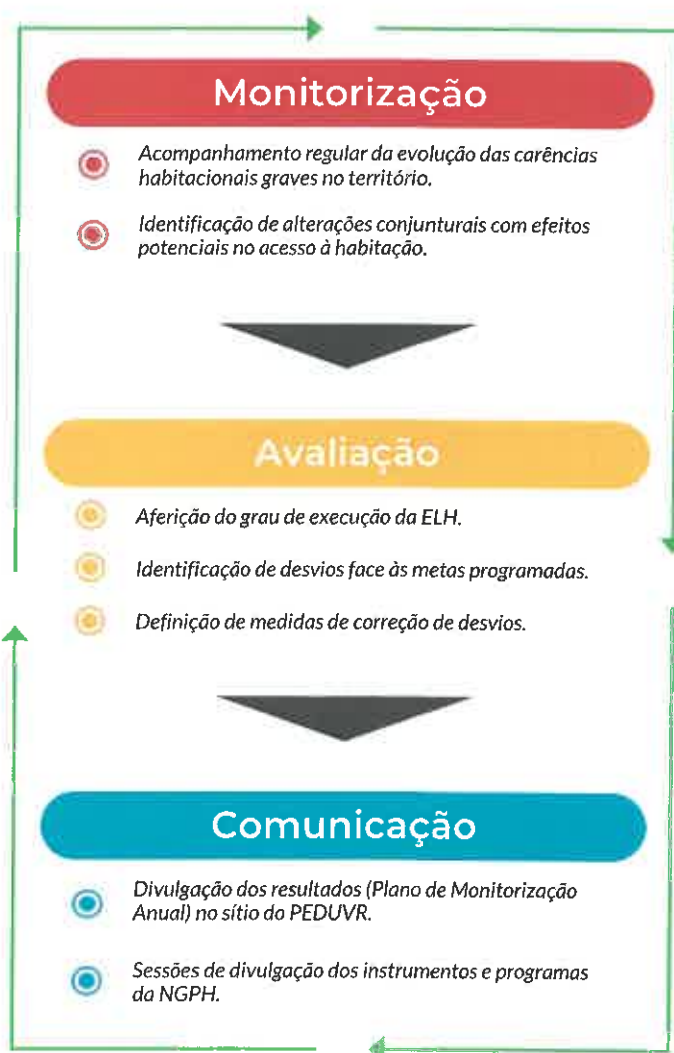 Monitorização
Acompanhamento regular da evolução das carências
habitacionais graves no território.
Identificação de alterações conjunturais com efeitos
potenciais no acesso à habitação.
Avaliação
Aferição do grau de execução da ELH.
Identificação de desvios face às metas programadas.
Definição de medidas de correção de desvios.
Comunicação
Divulgação dos resultados (Plano de Monitorização
Anual) no sítio do PEDUVR.
Sessões de divulgação dos instrumentos e programas
da NGPH.